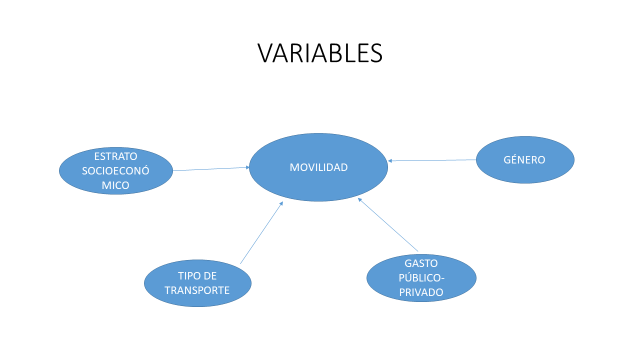 VARIABLES
ESTRATO
SOCIOECONÓ
MICO
MOVILIDAD
GÉNERO
TIPO DE
TRANSPORTE
GASTO
PÚBLICO-
PRIVADO